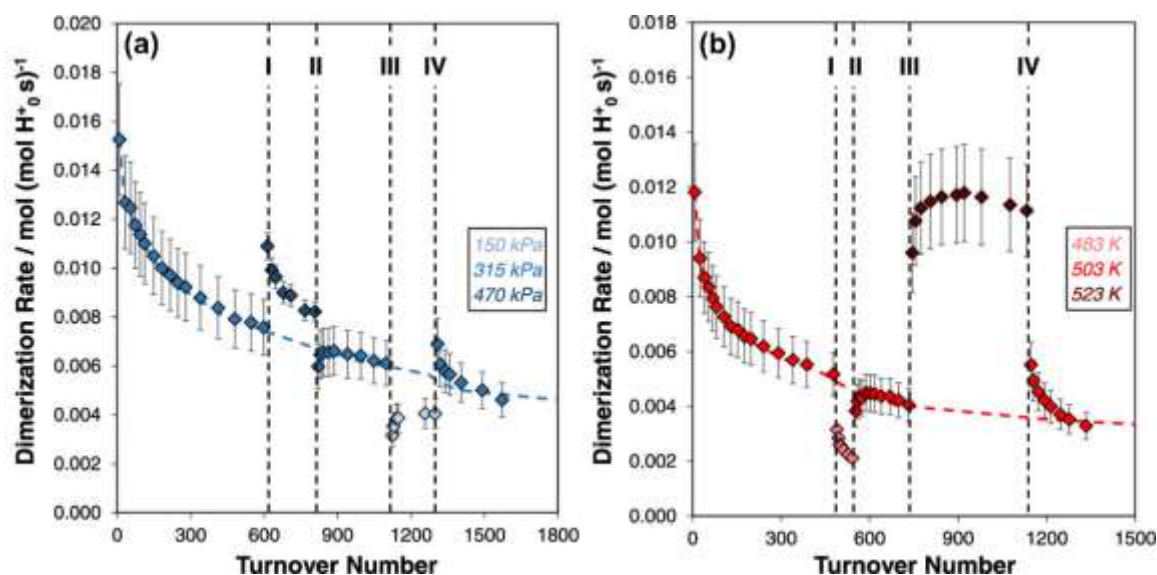 (a)
I II III IV
0.020
0.018
0.016
0.014
0.012
0.010
0.008
0.006
0.004
0.002
0.000
Dimerization Rate / mol (mol H⁺₀ s)⁻¹
150 kPa
315 kPa
470 kPa
0 300 600 900 1200 1500 1800
Turnover Number
(b)
I II III IV
0.018
0.016
0.014
0.012
0.010
0.008
0.006
0.004
0.002
0.000
Dimerization Rate / mol (mol H⁺₀ s)⁻¹
483 K
503 K
523 K
0 300 600 900 1200 1500
Turnover Number